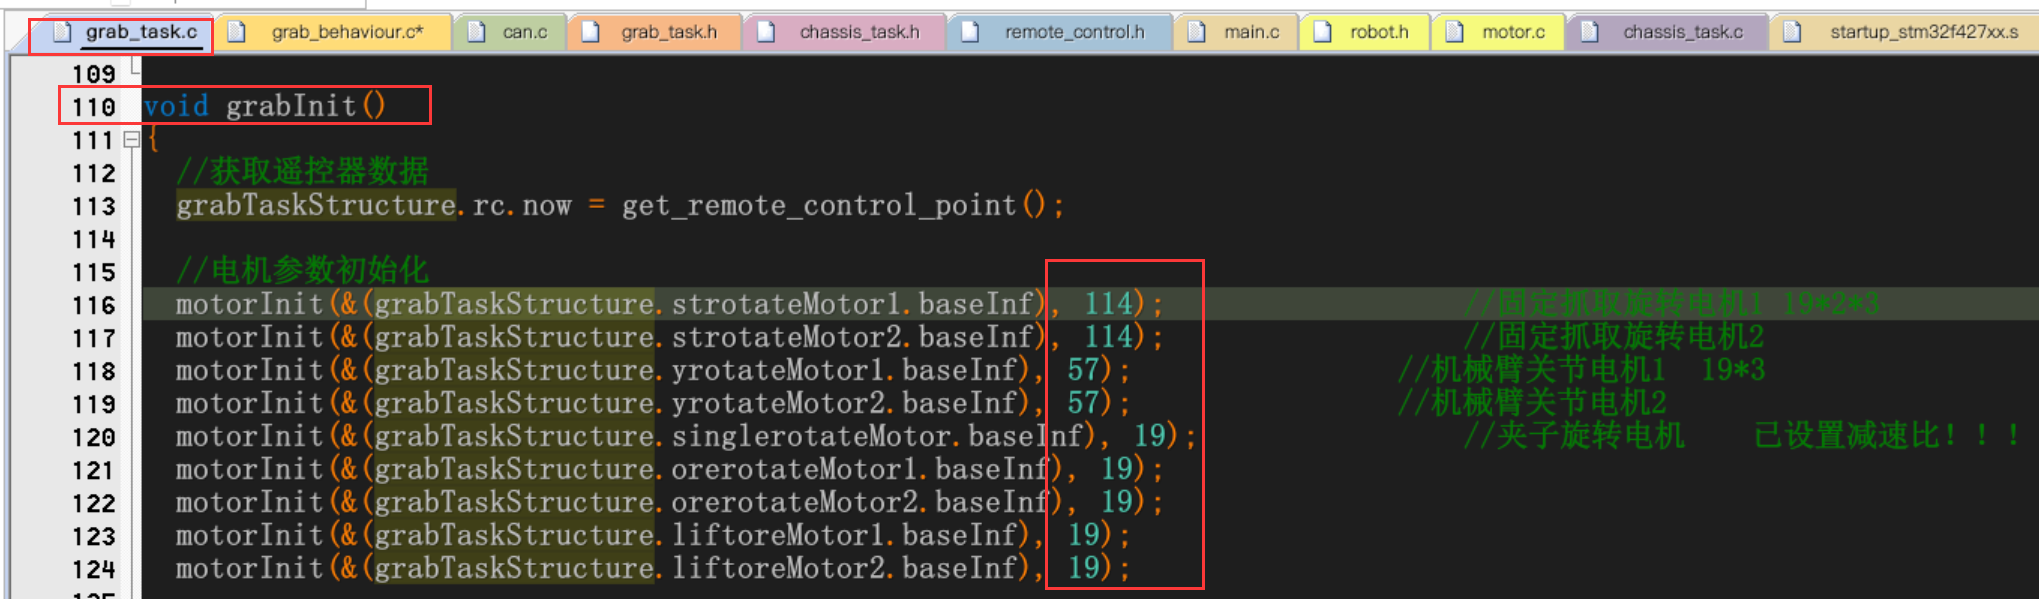 grab_task.c grab_behaviour.c* can.c grab_task.h chassis_task.h remote_control.h main.c robot.h motor.c chassis_task.c startup_stm32f427xx.s
109
110 void grabInit()
111 {
112 //获取遥控器数据
113 grabTaskStructure.rc.now = get_remote_control_point();
114
115 //电机参数初始化
116 motorInit(&(grabTaskStructure.strotateMotor1.baseInf), 114); //固定抓取旋转电机1 19*2*3
117 motorInit(&(grabTaskStructure.strotateMotor2.baseInf), 114); //固定抓取旋转电机2
118 motorInit(&(grabTaskStructure.yrotateMotor1.baseInf), 57); //机械臂关节电机1 19*3
119 motorInit(&(grabTaskStructure.yrotateMotor2.baseInf), 57); //机械臂关节电机2
120 motorInit(&(grabTaskStructure.singlerotateMotor.baseInf), 19); //夹子旋转电机 已设置减速比!!!
121 motorInit(&(grabTaskStructure.orerotateMotor1.baseInf), 19);
122 motorInit(&(grabTaskStructure.orerotateMotor2.baseInf), 19);
123 motorInit(&(grabTaskStructure.liftoreMotor1.baseInf), 19);
124 motorInit(&(grabTaskStructure.liftoreMotor2.baseInf), 19);